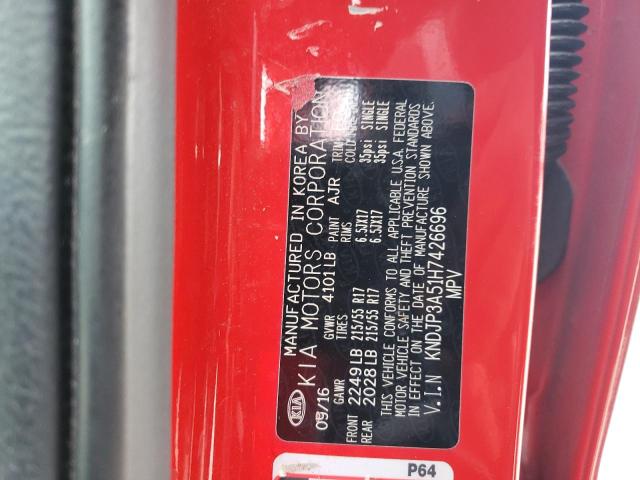 KIA
MANUFACTURED IN KOREA BY
KIA MOTORS CORPORATION
09/16 GVWR 4101LB PAINT AJR TRIM
GAWR TIRES RIMS
FRONT 2249LB 215/55 R17 6.5JX17 35psi SINGLE
REAR 2028LB 215/55 R17 6.5JX17 35psi SINGLE
THIS VEHICLE CONFORMS TO ALL APPLICABLE U.S.A. FEDERAL
MOTOR VEHICLE SAFETY AND THEFT PREVENTION STANDARDS
IN EFFECT ON THE DATE OF MANUFACTURE SHOWN ABOVE.
V.I.N KNDJP3A51H7426696
MPV
P64